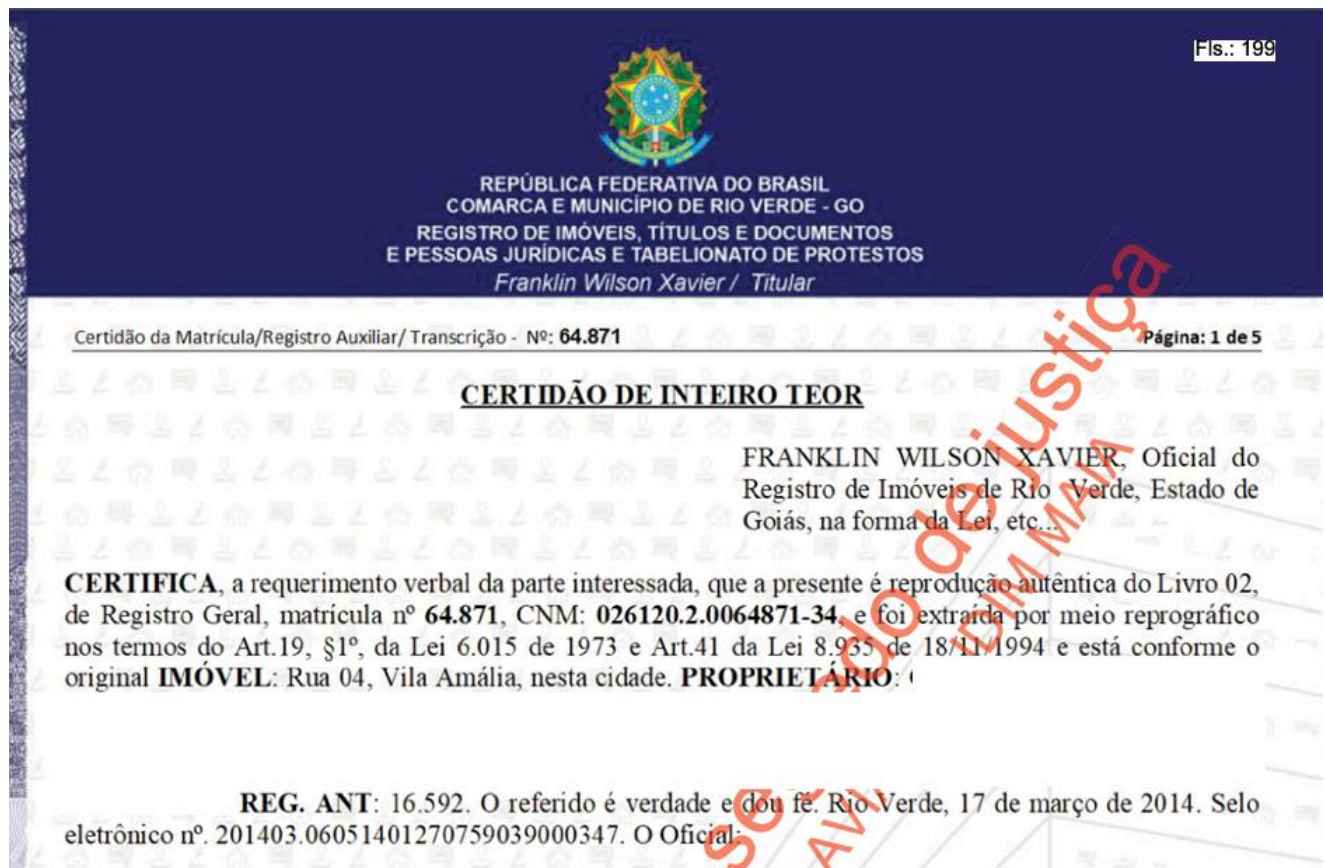 Fls.: 199
REPÚBLICA FEDERATIVA DO BRASIL
COMARCA E MUNICÍPIO DE RIO VERDE - GO
REGISTRO DE IMÓVEIS, TÍTULOS E DOCUMENTOS
E PESSOAS JURÍDICAS E TABELIONATO DE PROTESTOS
Franklin Wilson Xavier / Titular
Certidão da Matrícula/Registro Auxiliar/ Transcrição - Nº: 64.871
Página: 1 de 5
CERTIDÃO DE INTEIRO TEOR
FRANKLIN WILSON XAVIER, Oficial do
Registro de Imóveis de Rio Verde, Estado de
Goiás, na forma da Lei, etc...
CERTIFICA, a requerimento verbal da parte interessada, que a presente é reprodução autêntica do Livro 02,
de Registro Geral, matrícula nº 64.871, CNM: 026120.2.0064871-34, e foi extraída por meio reprográfico
nos termos do Art.19, §1º, da Lei 6.015 de 1973 e Art.41 da Lei 8.935 de 18/11/1994 e está conforme o
original IMÓVEL: Rua 04, Vila Amália, nesta cidade. PROPRIETÁRIO:
REG. ANT: 16.592. O referido é verdade e dou fé. Rio Verde, 17 de março de 2014. Selo
eletrônico nº. 201403.06051401270759039000347. O Oficial:
de justiça
MAIA